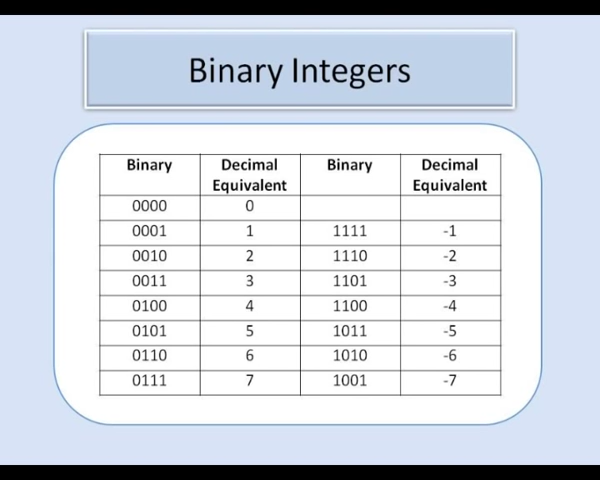 Binary Integers
Binary Decimal Equivalent Binary Decimal Equivalent
0000 0
0001 1 1111 -1
0010 2 1110 -2
0011 3 1101 -3
0100 4 1100 -4
0101 5 1011 -5
0110 6 1010 -6
0111 7 1001 -7